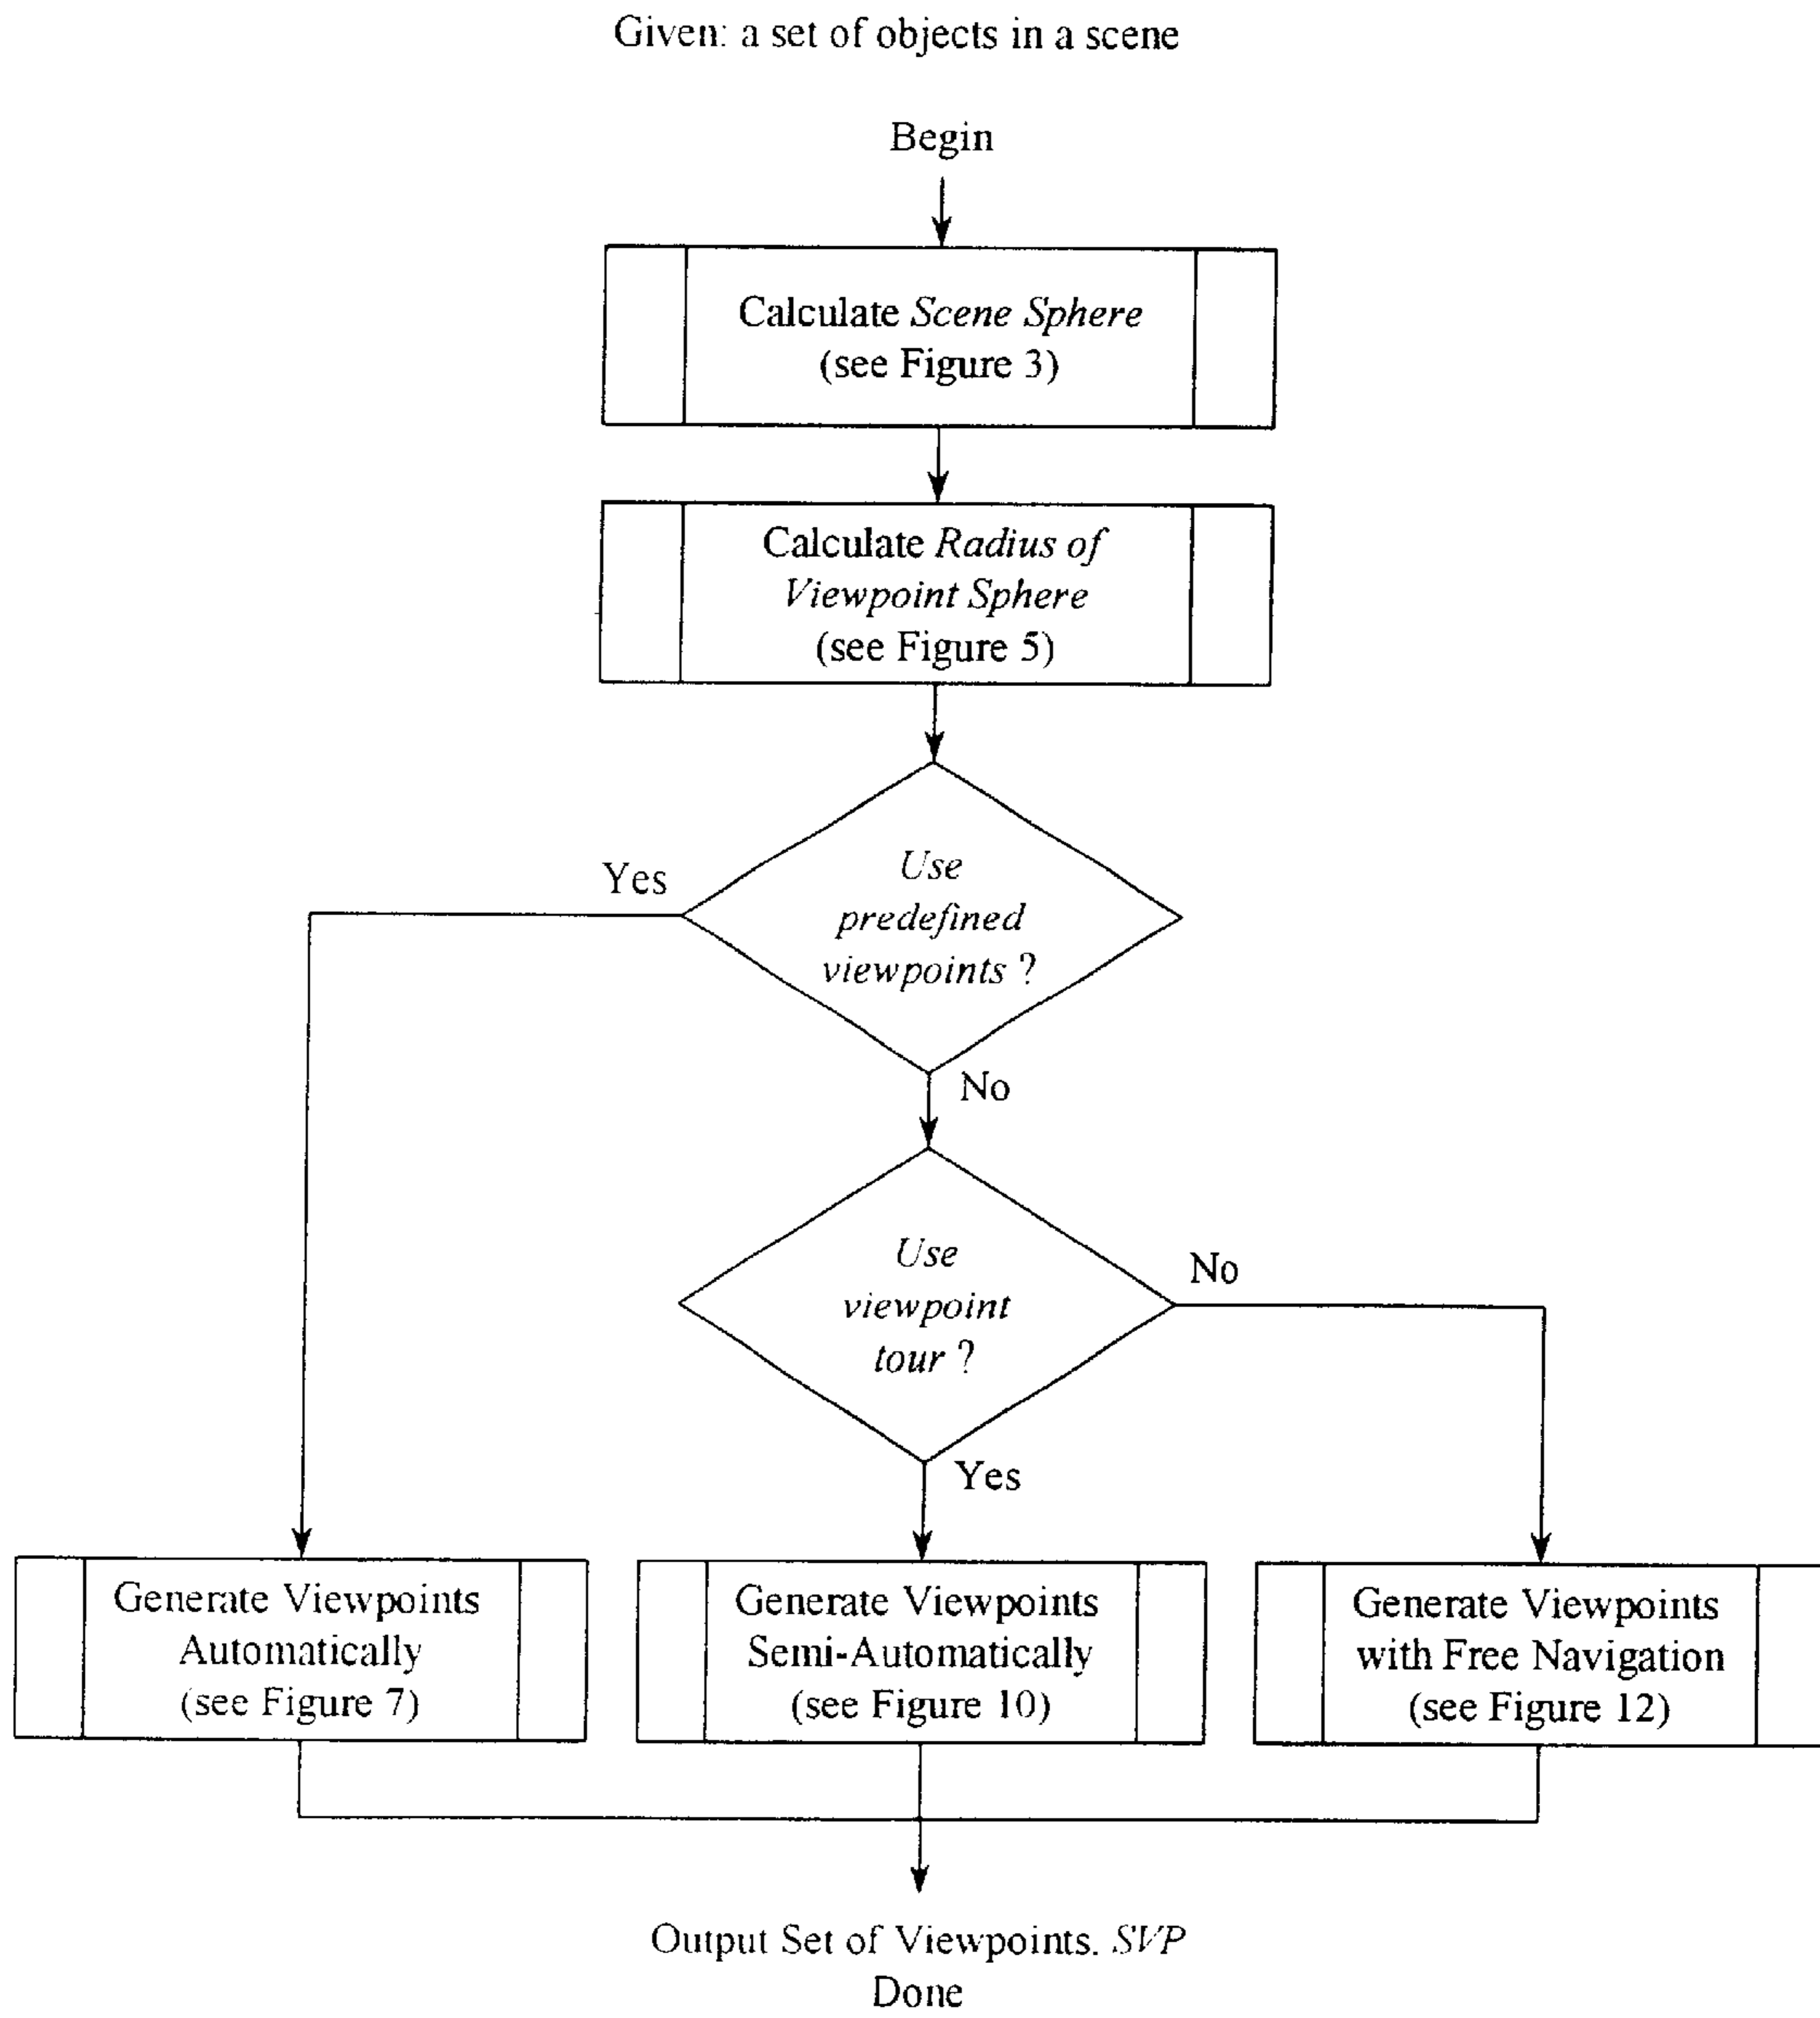 Given: a set of objects in a scene
Begin
Calculate Scene Sphere
(see Figure 3)
Calculate Radius of
Viewpoint Sphere
(see Figure 5)
Use
predefined
viewpoints ?
Yes
No
Use
viewpoint
tour ?
No
Yes
Generate Viewpoints
Automatically
(see Figure 7)
Generate Viewpoints
Semi-Automatically
(see Figure 10)
Generate Viewpoints
with Free Navigation
(see Figure 12)
Output Set of Viewpoints. SVP
Done